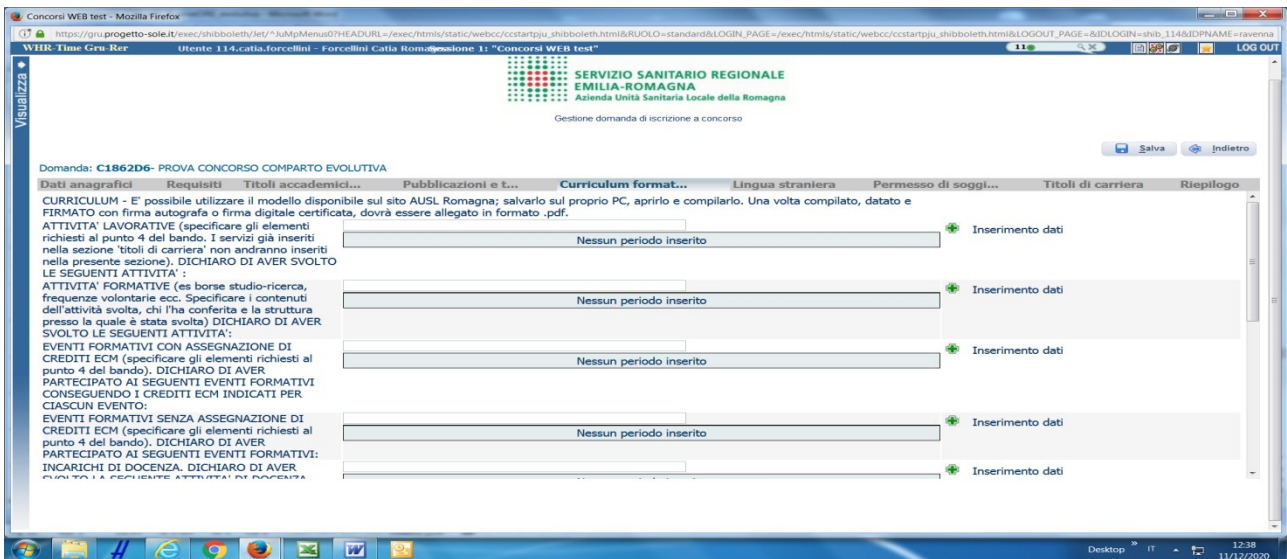 Concorsi WEB test - Mozilla Firefox
https://gru.progetto-sole.it/exec/shibboleth/Jet/^JuMpMenus0?HEADURL=/exec/htmls/static/webcc/ccstartpju_shibboleth.html&RUOLO=standard&LOGIN_PAGE=/exec/htmls/static/webcc/ccstartpju_shibboleth.html&LOGOUT_PAGE=&IDLOGIN=shib_114&IDPNAME=ravenna
WHR-Time Gru-Rer Utente 114.catia.forcellini - Forcellini Catia Sessione 1: "Concorsi WEB test" 110 LOG OUT
Visualizza
SERVIZIO SANITARIO REGIONALE
EMILIA-ROMAGNA
Azienda Unità Sanitaria Locale della Romagna
Gestione domanda di iscrizione a concorso
Salva Indietro
Domanda: C1862D6- PROVA CONCORSO COMPARTO EVOLUTIVA
Dati anagrafici Requisiti Titoli accademici... Pubblicazioni e t... Curriculum format... Lingua straniera Permesso di soggi... Titoli di carriera Riepilogo
CURRICULUM - E' possibile utilizzare il modello disponibile sul sito AUSL Romagna; salvarlo sul proprio PC, aprirlo e compilarlo. Una volta compilato, datato e
FIRMATO con firma autografa o firma digitale certificata, dovrà essere allegato in formato .pdf.
ATTIVITA' LAVORATIVE (specificare gli elementi
richiesti al punto 4 del bando. I servizi già inseriti
nella sezione 'titoli di carriera' non andranno inseriti
nella presente sezione). DICHIARO DI AVER SVOLTO
LE SEGUENTI ATTIVITA' :
Nessun periodo inserito
Inserimento dati
ATTIVITA' FORMATIVE (es borse studio-ricerca,
frequenze volontarie ecc. Specificare i contenuti
dell'attività svolta, chi l'ha conferita e la struttura
presso la quale è stata svolta) DICHIARO DI AVER
SVOLTO LE SEGUENTI ATTIVITA':
Nessun periodo inserito
Inserimento dati
EVENTI FORMATIVI CON ASSEGNAZIONE DI
CREDITI ECM (specificare gli elementi richiesti al
punto 4 del bando). DICHIARO DI AVER
PARTECIPATO AI SEGUENTI EVENTI FORMATIVI
CONSEGUENDO I CREDITI ECM INDICATI PER
CIASCUN EVENTO:
Nessun periodo inserito
Inserimento dati
EVENTI FORMATIVI SENZA ASSEGNAZIONE DI
CREDITI ECM (specificare gli elementi richiesti al
punto 4 del bando). DICHIARO DI AVER
PARTECIPATO AI SEGUENTI EVENTI FORMATIVI:
Nessun periodo inserito
Inserimento dati
INCARICHI DI DOCENZA. DICHIARO DI AVER
SVOLTO LA SEGUENTE ATTIVITA' DI DOCENZA
Inserimento dati
Desktop IT 12:38
11/12/2020